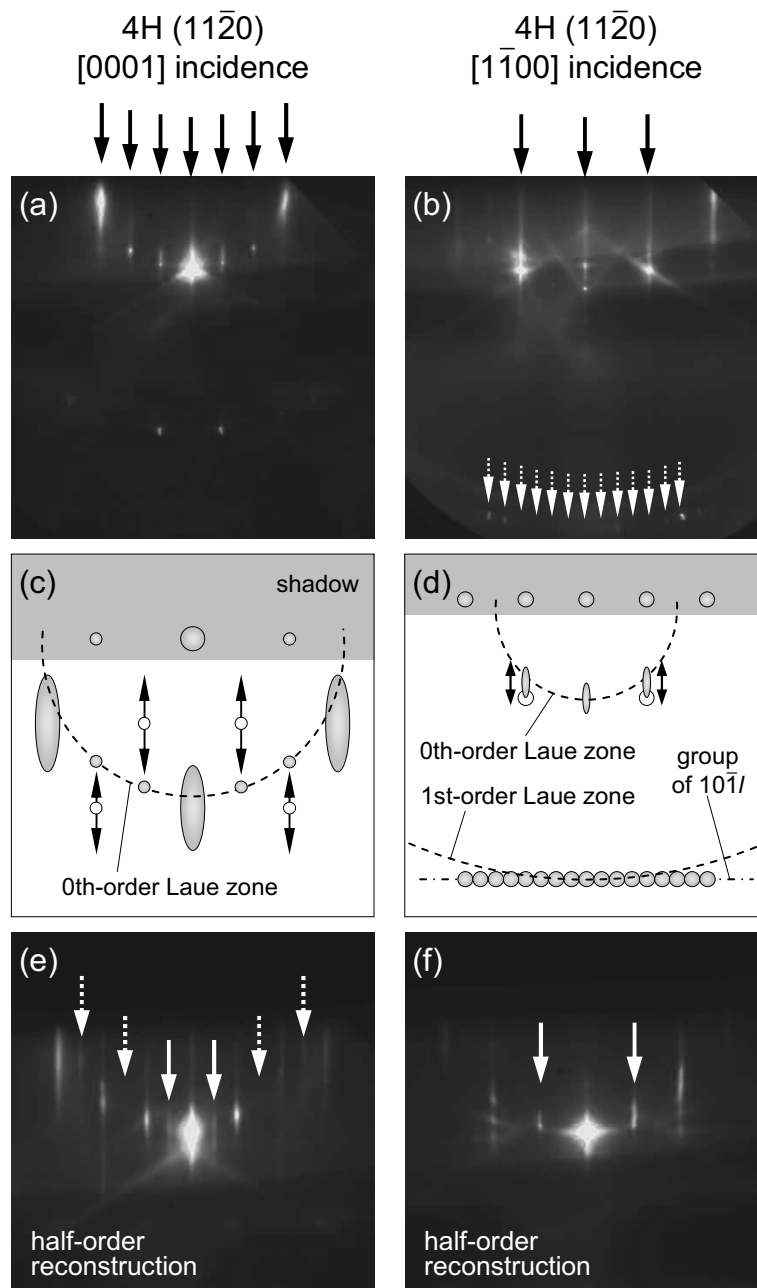 4H (112̅0)
[0001] incidence
4H (112̅0)
[11̅00] incidence
(a)
(b)
(c)
shadow
0th-order Laue zone
(d)
0th-order Laue zone
1st-order Laue zone
group
of 101̅l
(e)
half-order
reconstruction
(f)
half-order
reconstruction